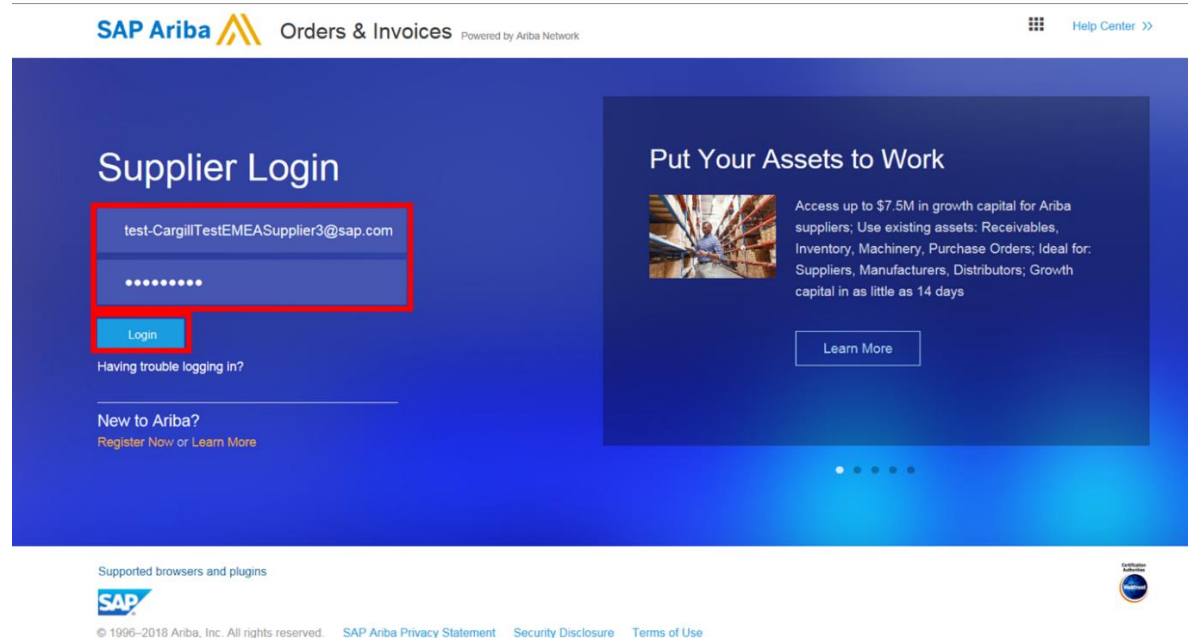 SAP Ariba Orders & Invoices Powered by Ariba Network
Help Center >>
Supplier Login
test-CargillTestEMEASupplier3@sap.com
•••••••••
Login
Having trouble logging in?
New to Ariba?
Register Now or Learn More
Put Your Assets to Work
Access up to $7.5M in growth capital for Ariba
suppliers; Use existing assets: Receivables,
Inventory, Machinery, Purchase Orders; Ideal for:
Suppliers, Manufacturers, Distributors; Growth
capital in as little as 14 days
Learn More
Supported browsers and plugins
SAP
© 1996–2018 Ariba, Inc. All rights reserved. SAP Ariba Privacy Statement Security Disclosure Terms of Use